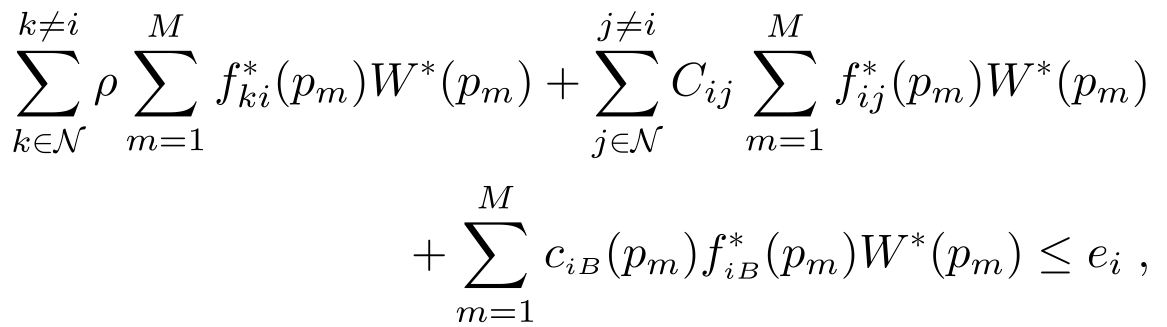 \sum_{k \in \mathcal{N}}^{k \neq i} \rho \sum_{m=1}^{M} f_{ki}^{*}(p_m) W^{*}(p_m) + \sum_{j \in \mathcal{N}}^{j \neq i} C_{ij} \sum_{m=1}^{M} f_{ij}^{*}(p_m) W^{*}(p_m)
+ \sum_{m=1}^{M} c_{iB}(p_m) f_{iB}^{*}(p_m) W^{*}(p_m) \leq e_i \ ,